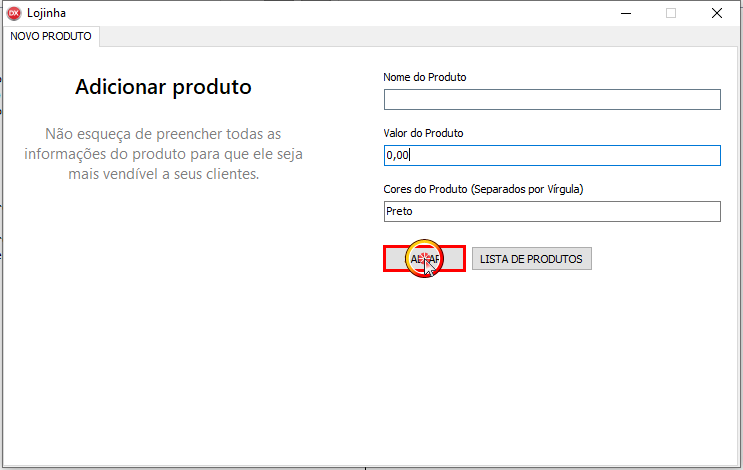 DX Lojinha
NOVO PRODUTO
Adicionar produto
Não esqueça de preencher todas as
informações do produto para que ele seja
mais vendível a seus clientes.
Nome do Produto
Valor do Produto
0,00
Cores do Produto (Separados por Vírgula)
Preto
LISTA DE PRODUTOS